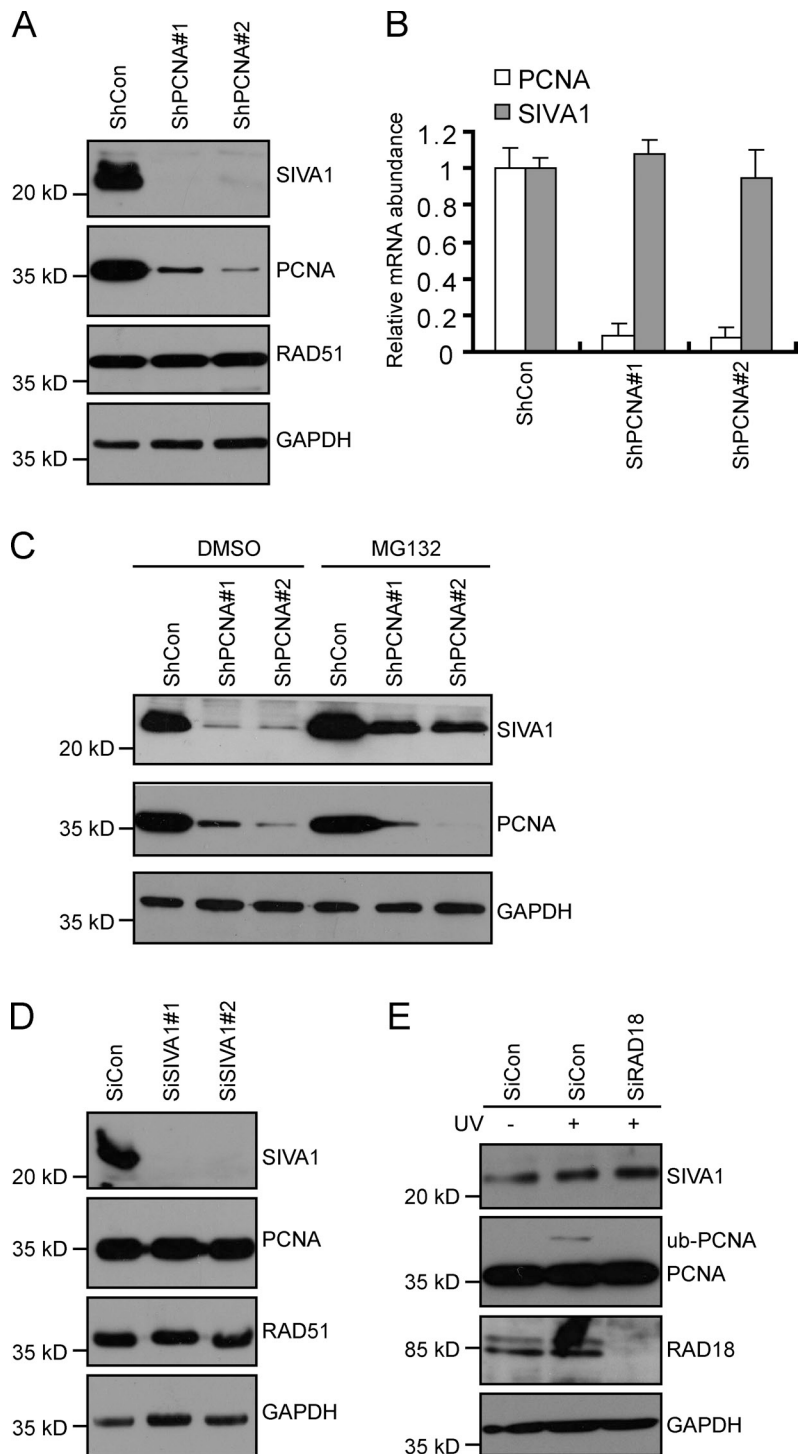 A
ShCon
ShPCNA#1
ShPCNA#2
SIVA1
20 kD
PCNA
35 kD
RAD51
35 kD
GAPDH
35 kD
B
PCNA
SIVA1
Relative mRNA abundance
1.2
1
0.8
0.6
0.4
0.2
0
ShCon
ShPCNA#1
ShPCNA#2
C
DMSO
MG132
ShCon
ShPCNA#1
ShPCNA#2
ShCon
ShPCNA#1
ShPCNA#2
SIVA1
20 kD
PCNA
35 kD
GAPDH
35 kD
D
SiCon
SiSIVA1#1
SiSIVA1#2
SIVA1
20 kD
PCNA
35 kD
RAD51
35 kD
GAPDH
35 kD
E
SiCon
SiCon
SiRAD18
UV - + +
SIVA1
20 kD
ub-PCNA
PCNA
35 kD
85 kD
RAD18
GAPDH
35 kD